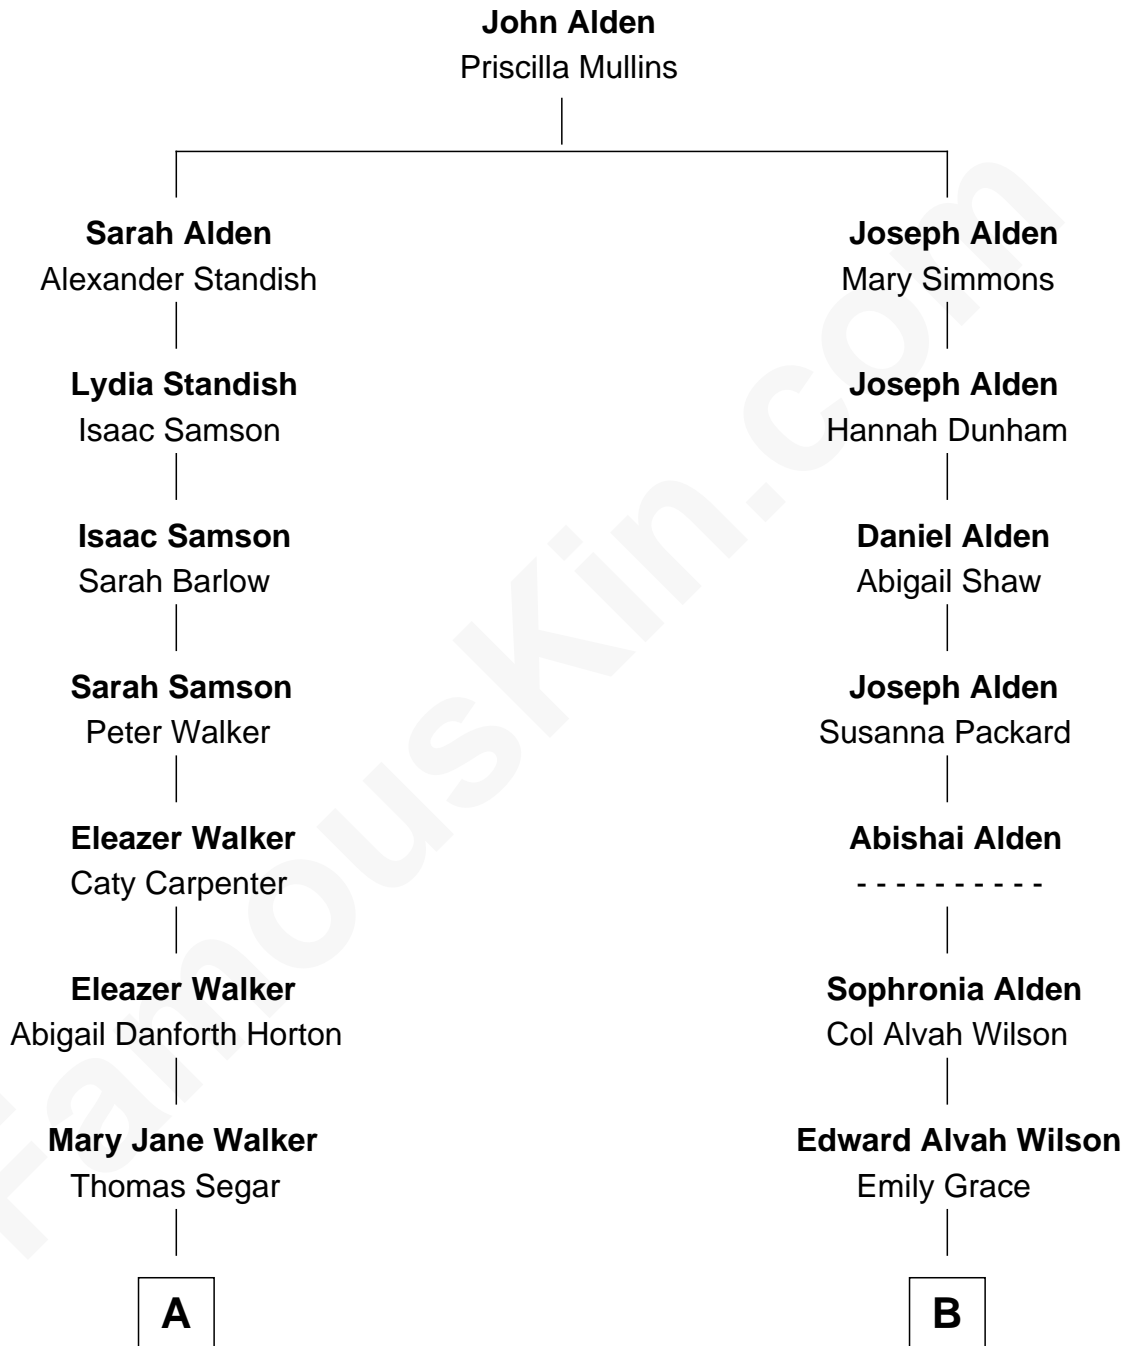 John Alden
Priscilla Mullins
Sarah Alden
Alexander Standish
Joseph Alden
Mary Simmons
Lydia Standish
Isaac Samson
Joseph Alden
Hannah Dunham
Isaac Samson
Sarah Barlow
Daniel Alden
Abigail Shaw
Sarah Samson
Peter Walker
Joseph Alden
Susanna Packard
Eleazer Walker
Caty Carpenter
Abishai Alden
- - - - - - - - - -
Eleazer Walker
Abigail Danforth Horton
Sophronia Alden
Col Alvah Wilson
Mary Jane Walker
Thomas Segar
Edward Alvah Wilson
Emily Grace
A
B
FamousKin.com